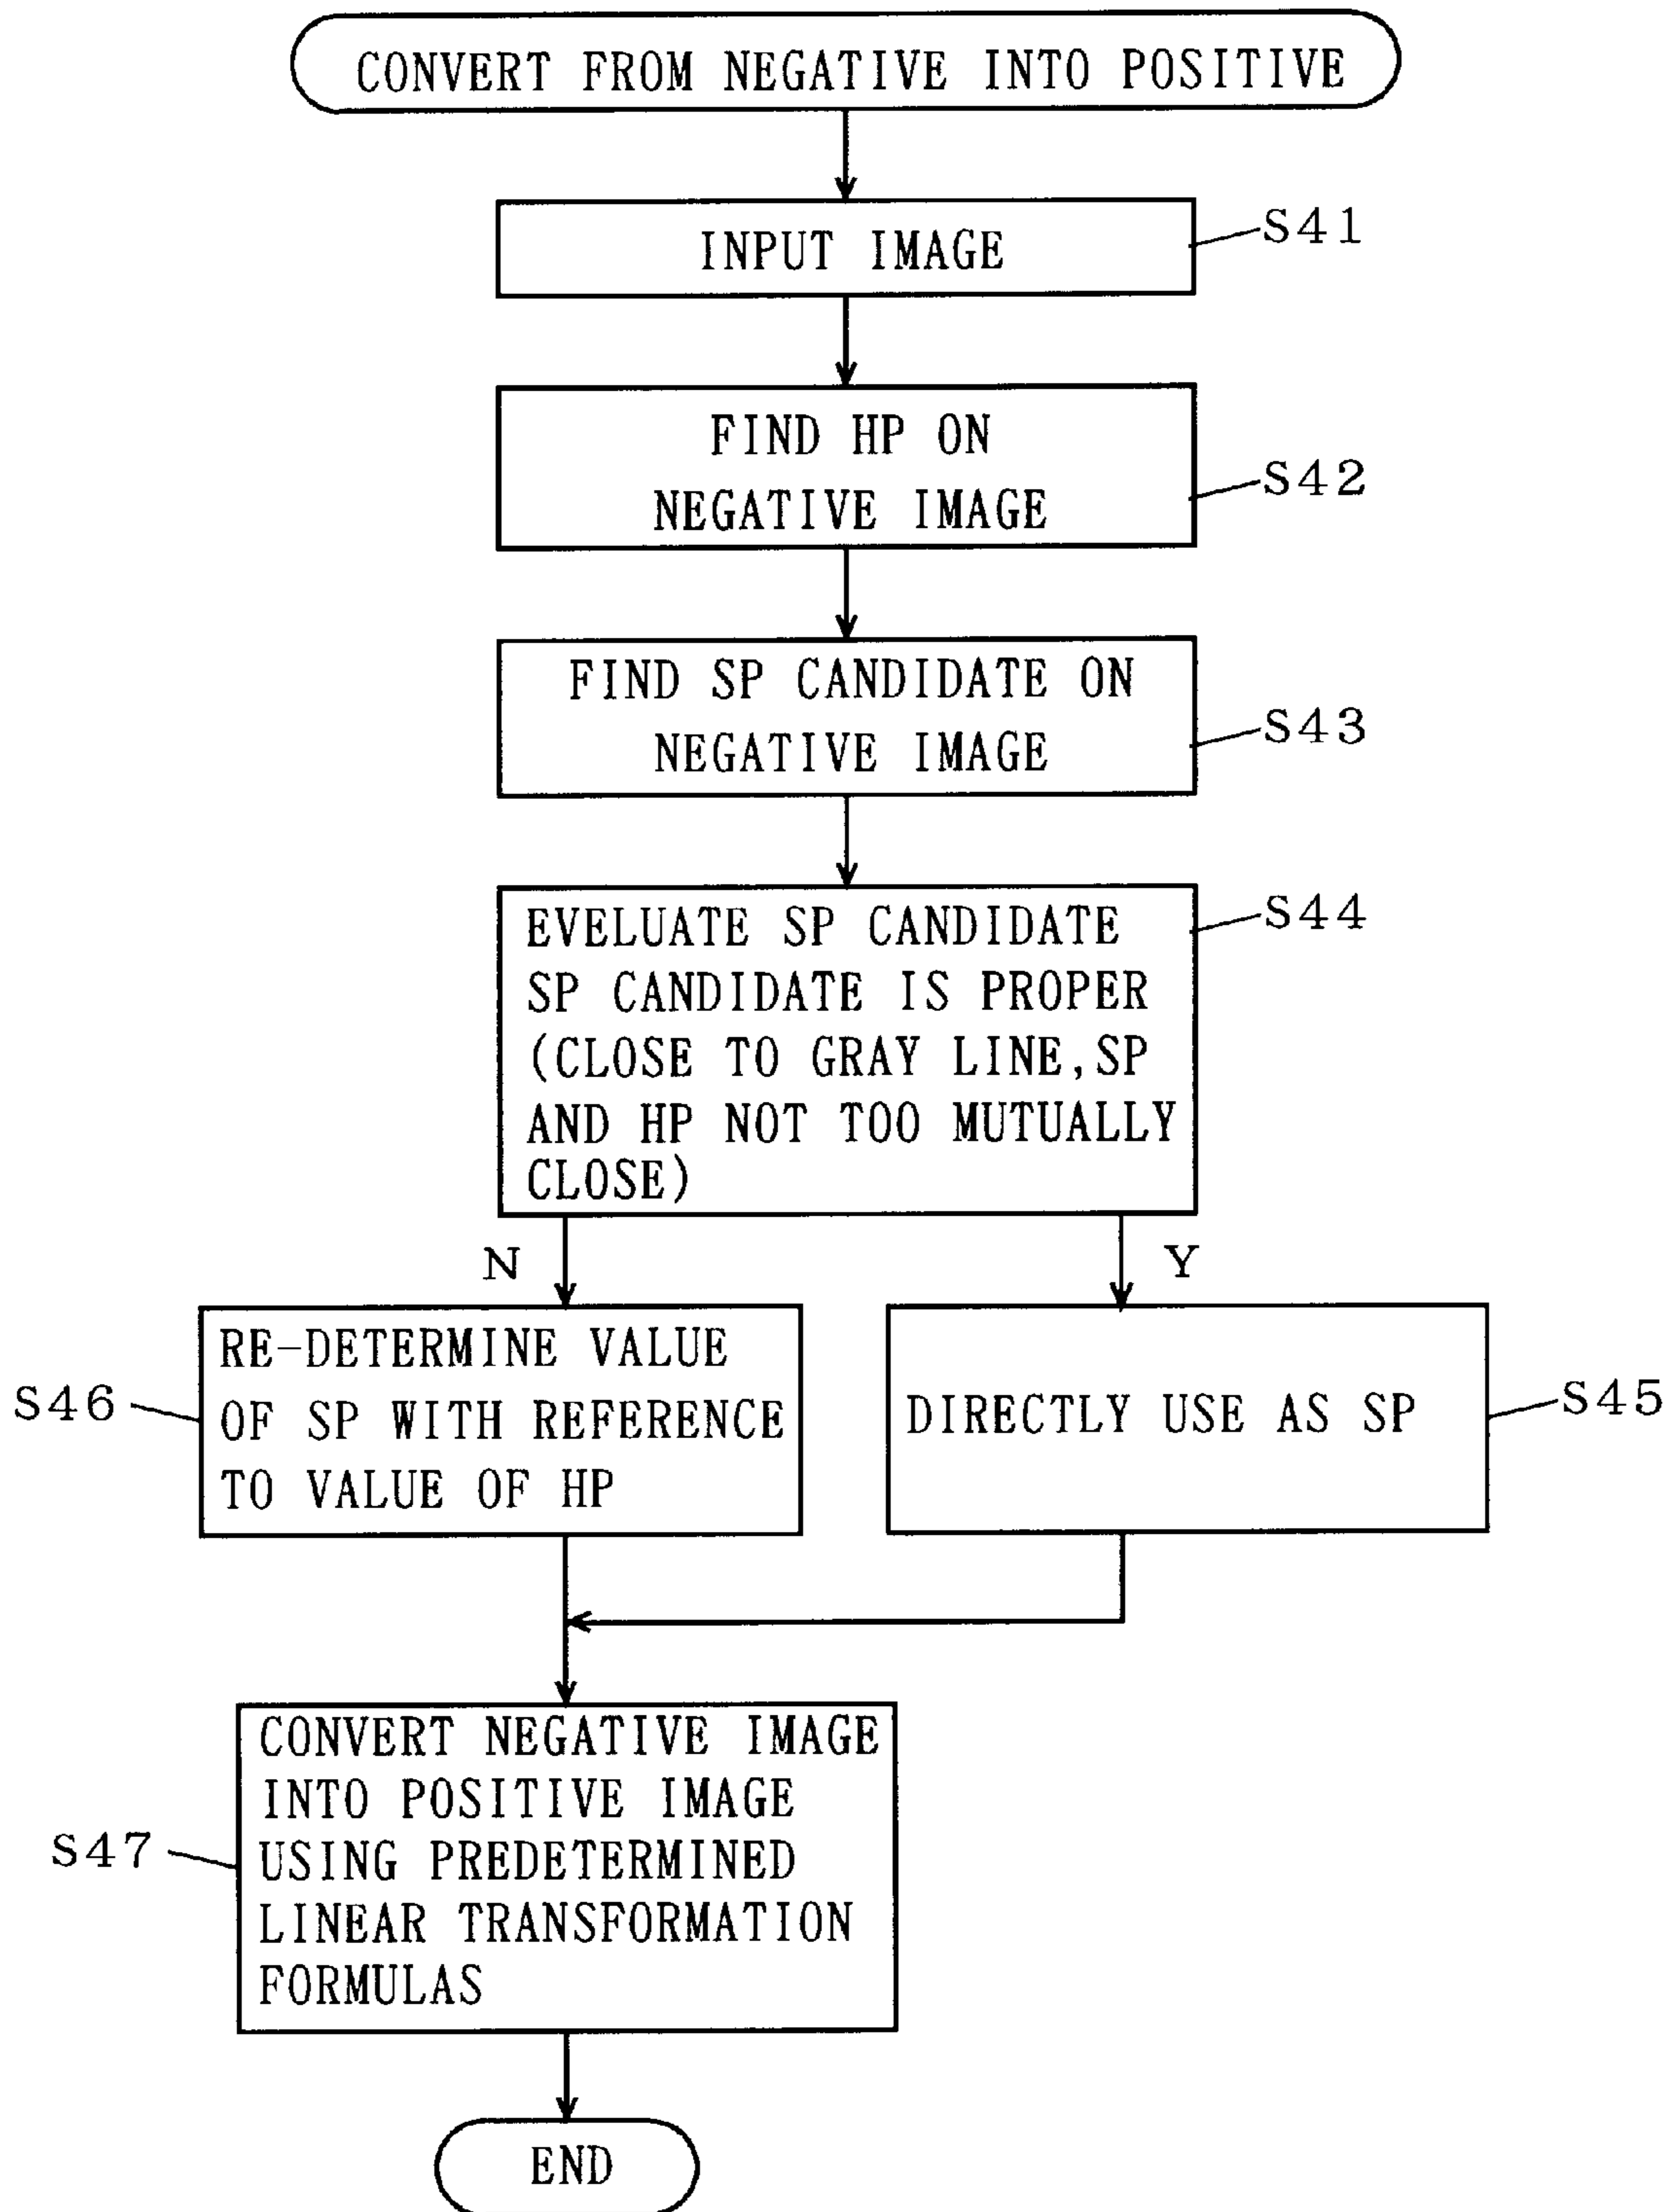 CONVERT FROM NEGATIVE INTO POSITIVE
INPUT IMAGE
S41
FIND HP ON
NEGATIVE IMAGE
S42
FIND SP CANDIDATE ON
NEGATIVE IMAGE
S43
EVELUATE SP CANDIDATE
SP CANDIDATE IS PROPER
(CLOSE TO GRAY LINE,SP
AND HP NOT TOO MUTUALLY
CLOSE)
S44
N
Y
RE-DETERMINE VALUE
OF SP WITH REFERENCE
TO VALUE OF HP
S46
DIRECTLY USE AS SP
S45
CONVERT NEGATIVE IMAGE
INTO POSITIVE IMAGE
USING PREDETERMINED
LINEAR TRANSFORMATION
FORMULAS
S47
END